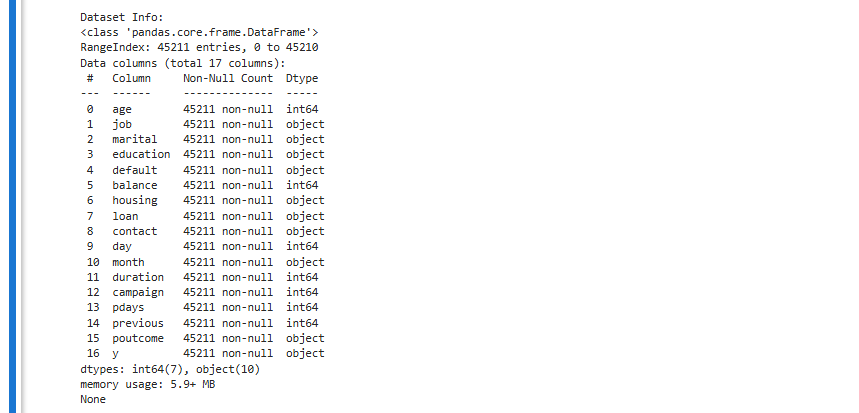 Dataset Info:
<class 'pandas.core.frame.DataFrame'>
RangeIndex: 45211 entries, 0 to 45210
Data columns (total 17 columns):
 #   Column     Non-Null Count  Dtype
---  ------     --------------  -----
 0   age        45211 non-null  int64
 1   job        45211 non-null  object
 2   marital    45211 non-null  object
 3   education  45211 non-null  object
 4   default    45211 non-null  object
 5   balance    45211 non-null  int64
 6   housing    45211 non-null  object
 7   loan       45211 non-null  object
 8   contact    45211 non-null  object
 9   day        45211 non-null  int64
 10  month      45211 non-null  object
 11  duration   45211 non-null  int64
 12  campaign   45211 non-null  int64
 13  pdays      45211 non-null  int64
 14  previous   45211 non-null  int64
 15  poutcome   45211 non-null  object
 16  y          45211 non-null  object
dtypes: int64(7), object(10)
memory usage: 5.9+ MB
None